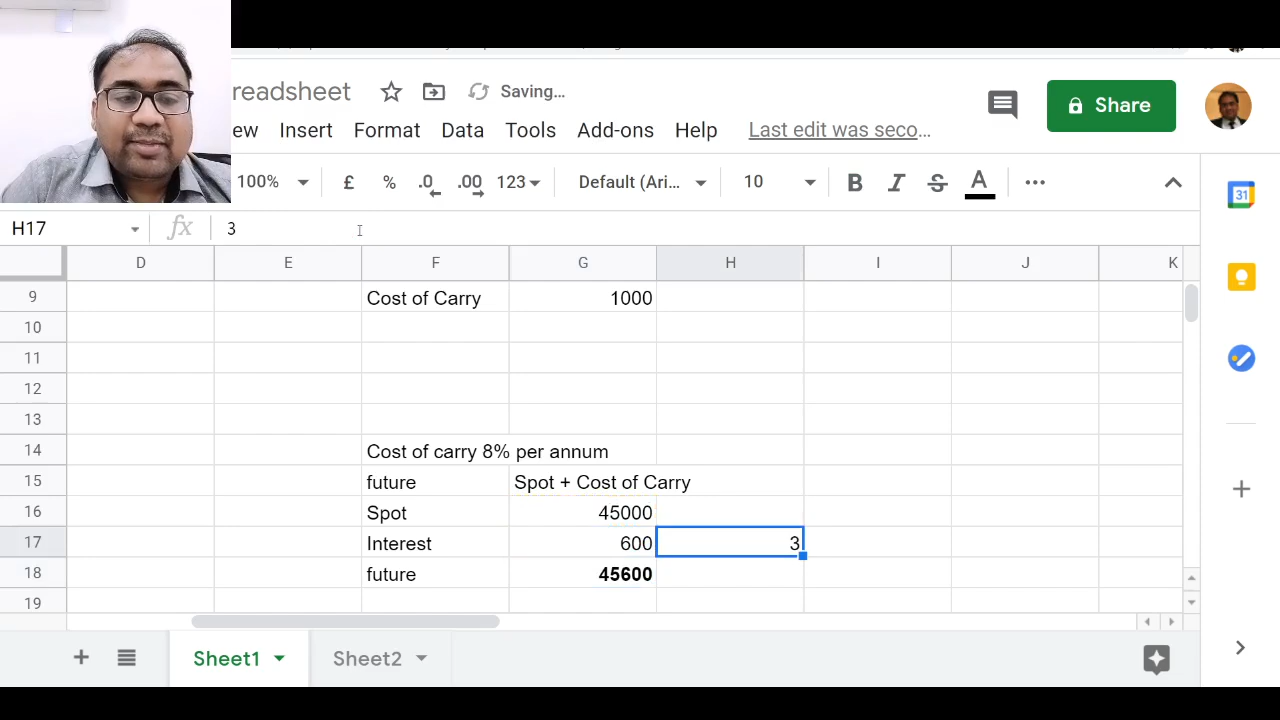 readsheet Saving...
ew Insert Format Data Tools Add-ons Help Last edit was seco...
Share
100% £ % .0 .00 123 Default (Ari... 10 B I S A
31
H17 fx 3
D E F G H I J K
9 Cost of Carry 1000
10
11
12
13
14 Cost of carry 8% per annum
15 future Spot + Cost of Carry
16 Spot 45000
17 Interest 600 3
18 future 45600
19
Sheet1 Sheet2